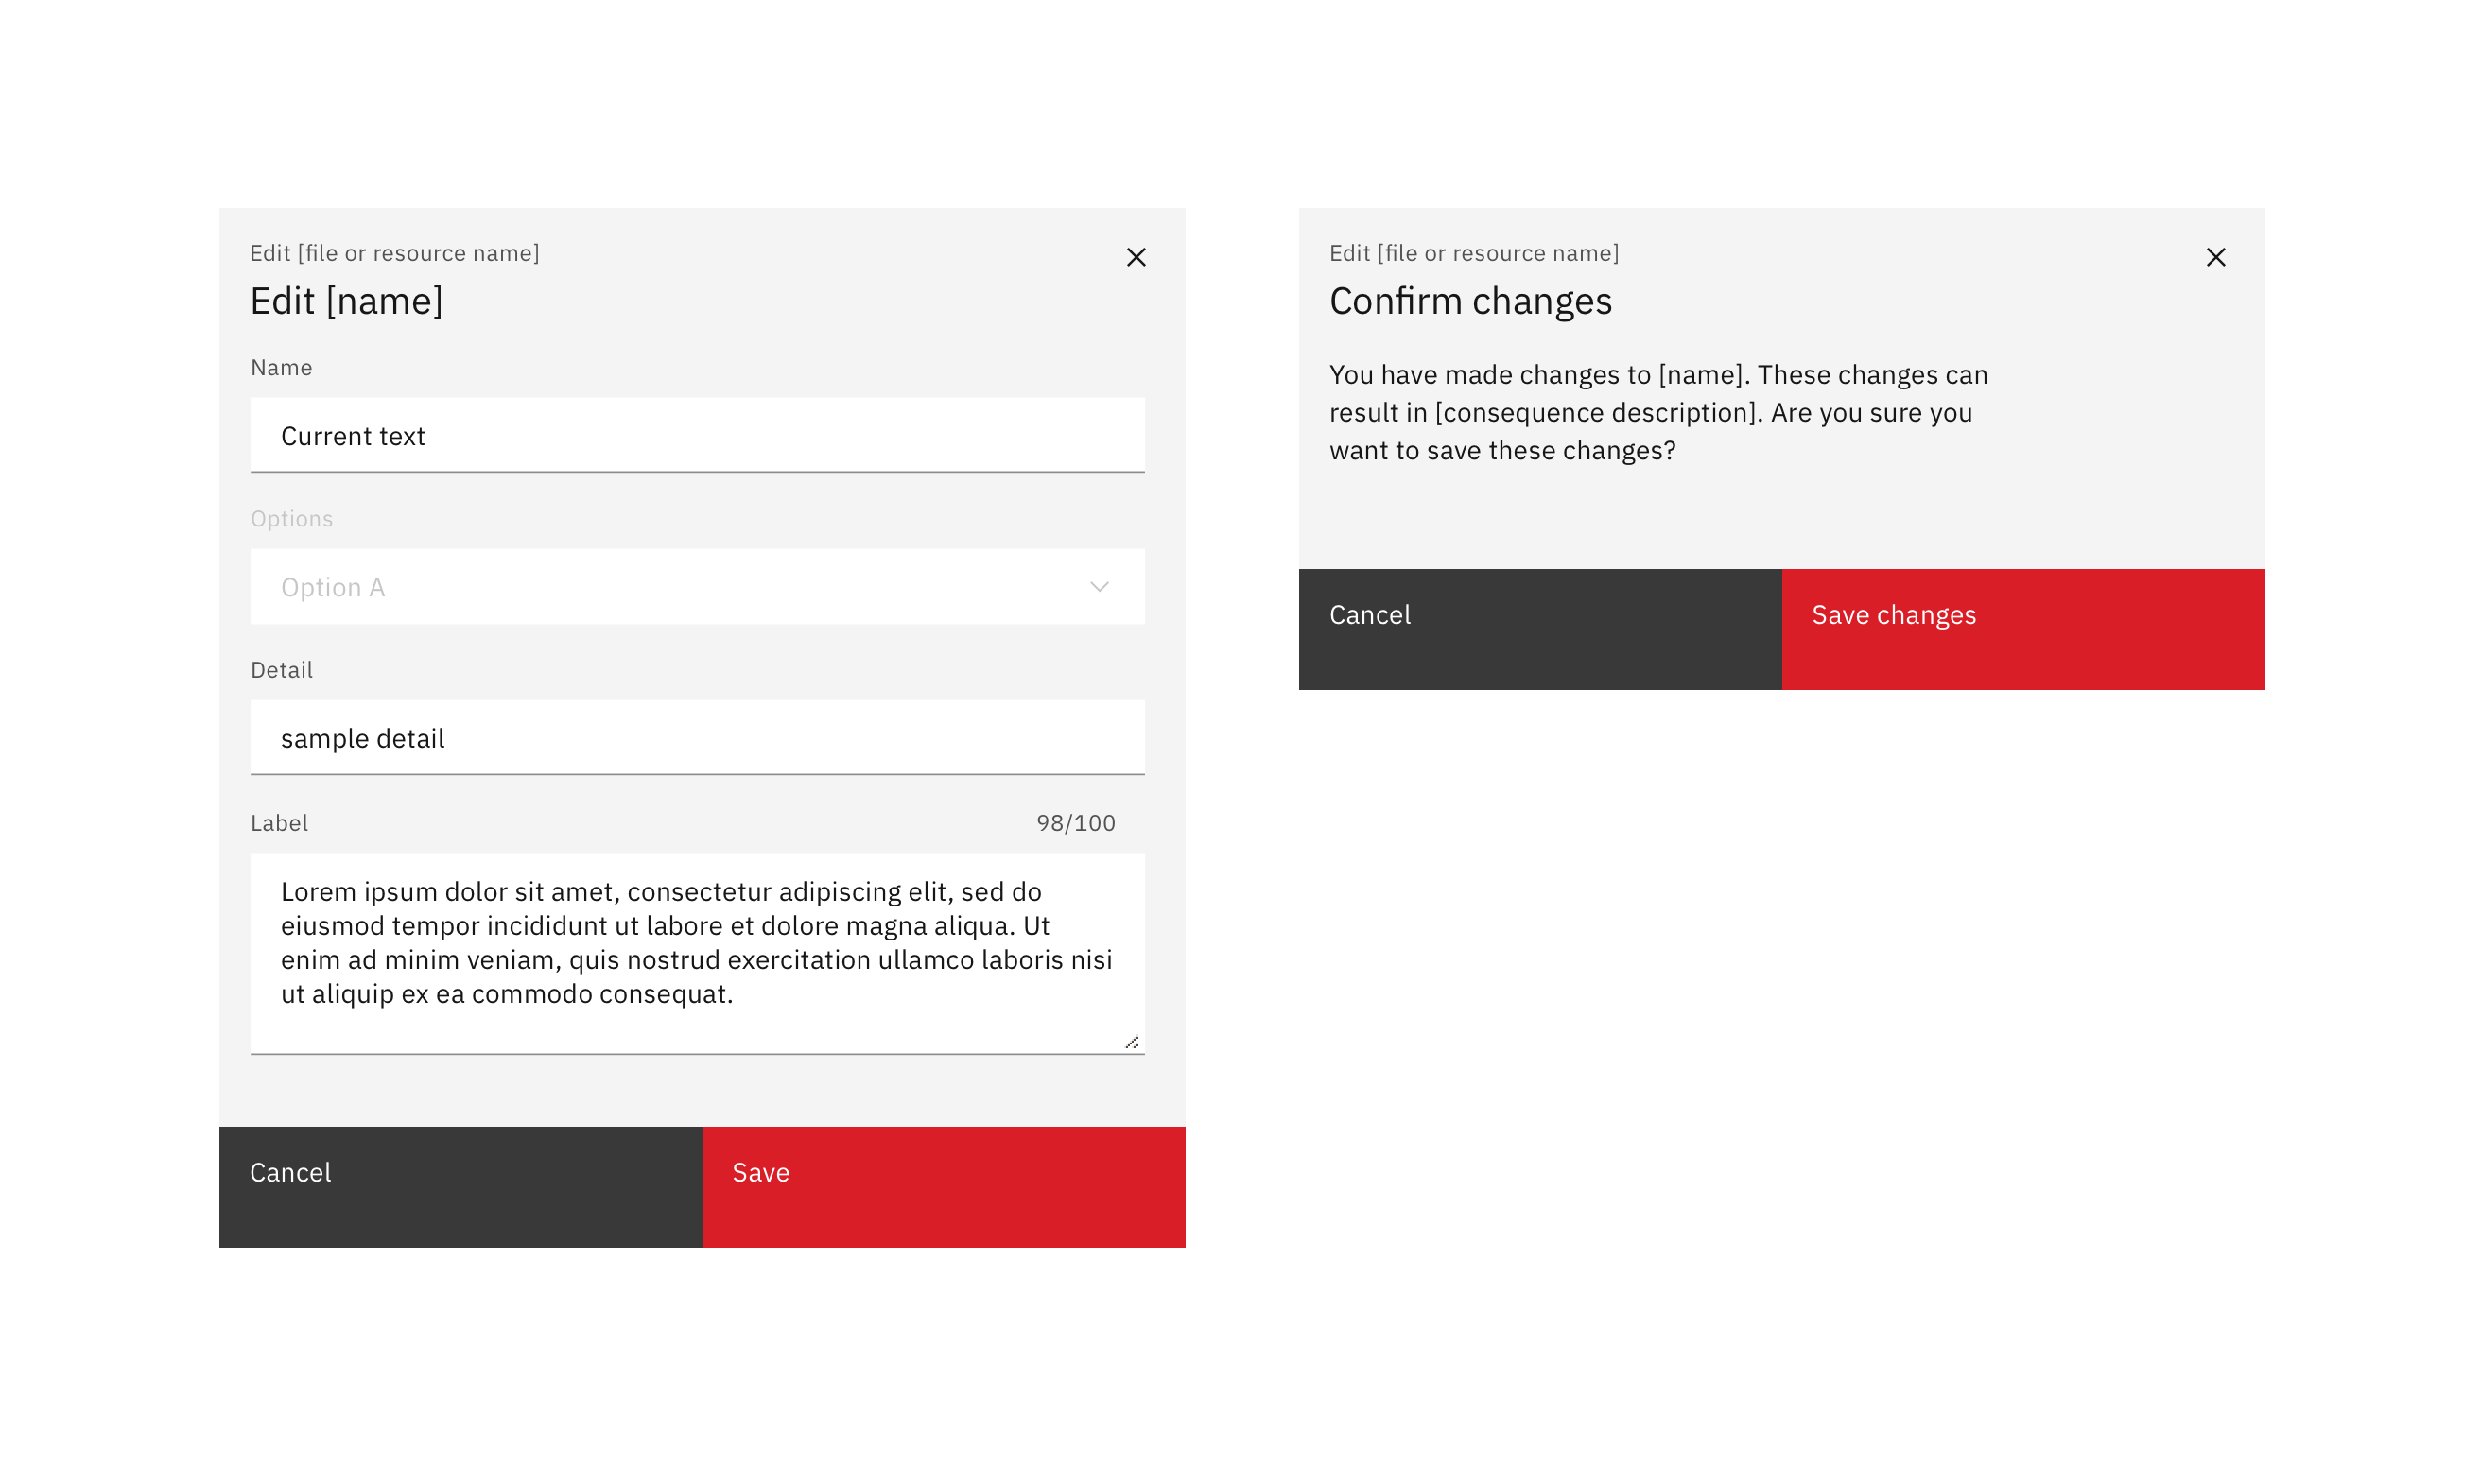 Edit [file or resource name]
Edit [name]
Name
Current text
Options
Option A
Detail
sample detail
Label 98/100
Lorem ipsum dolor sit amet, consectetur adipiscing elit, sed do
eiusmod tempor incididunt ut labore et dolore magna aliqua. Ut
enim ad minim veniam, quis nostrud exercitation ullamco laboris nisi
ut aliquip ex ea commodo consequat.
Cancel Save
Edit [file or resource name]
Confirm changes
You have made changes to [name]. These changes can
result in [consequence description]. Are you sure you
want to save these changes?
Cancel Save changes